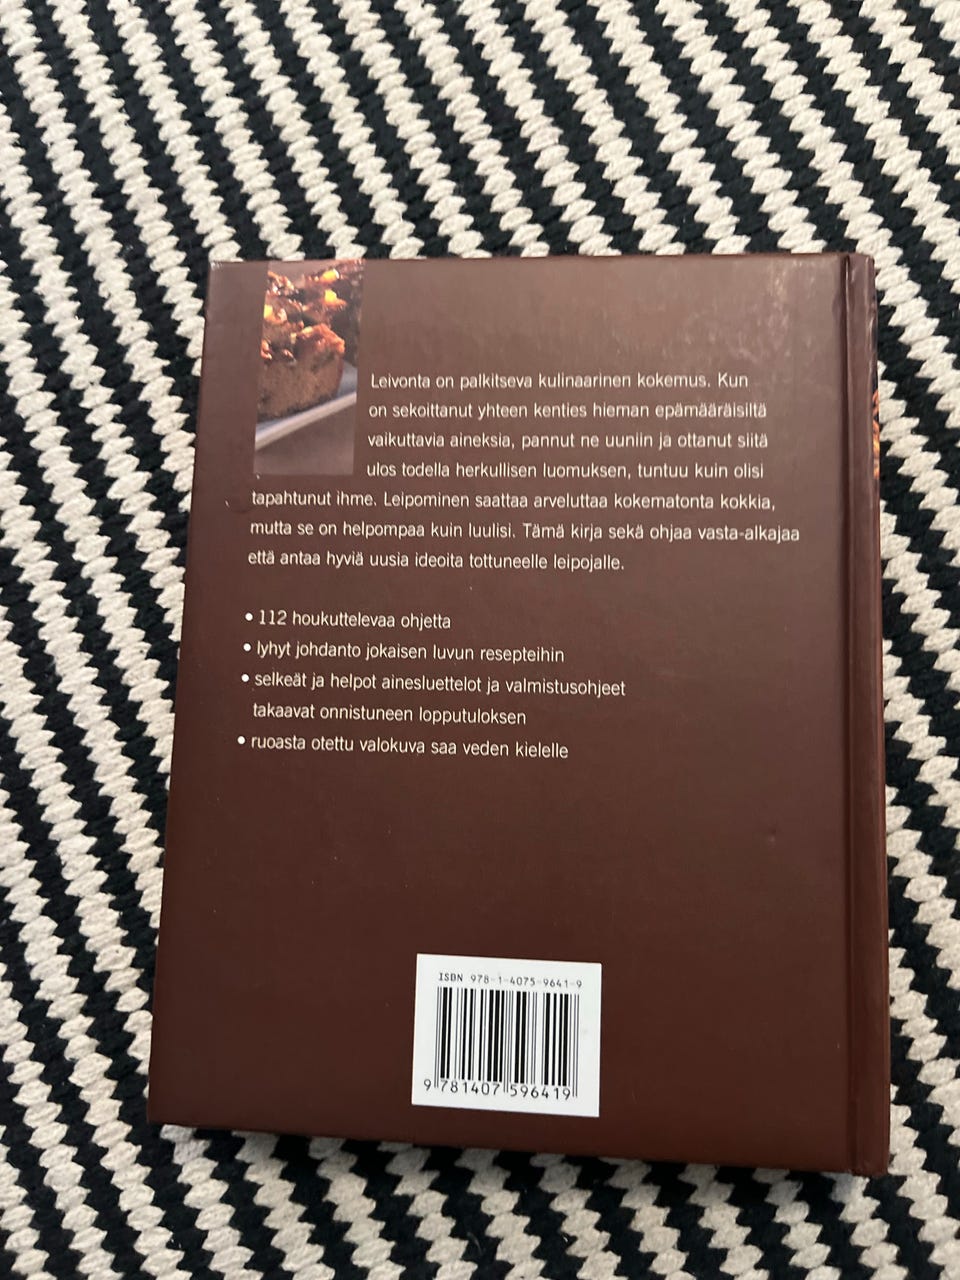 Leivonta on palkitseva kulinaarinen kokemus. Kun
on sekoittanut yhteen kenties hieman epämääräisiltä
vaikuttavia aineksia, pannut ne uuniin ja ottanut siitä
ulos todella herkullisen luomuksen, tuntuu kuin olisi
tapahtunut ihme. Leipominen saattaa arveluttaa kokematonta kokkia,
mutta se on helpompaa kuin luulisi. Tämä kirja sekä ohjaa vasta-alkajaa
että antaa hyviä uusia ideoita tottuneelle leipojalle.
• 112 houkuttelevaa ohjetta
• lyhyt johdanto jokaisen luvun resepteihin
• selkeät ja helpot ainesluettelot ja valmistusohjeet
takaavat onnistuneen lopputuloksen
• ruoasta otettu valokuva saa veden kielelle
ISBN 978-1-4075-9641-9
9 781407 596419